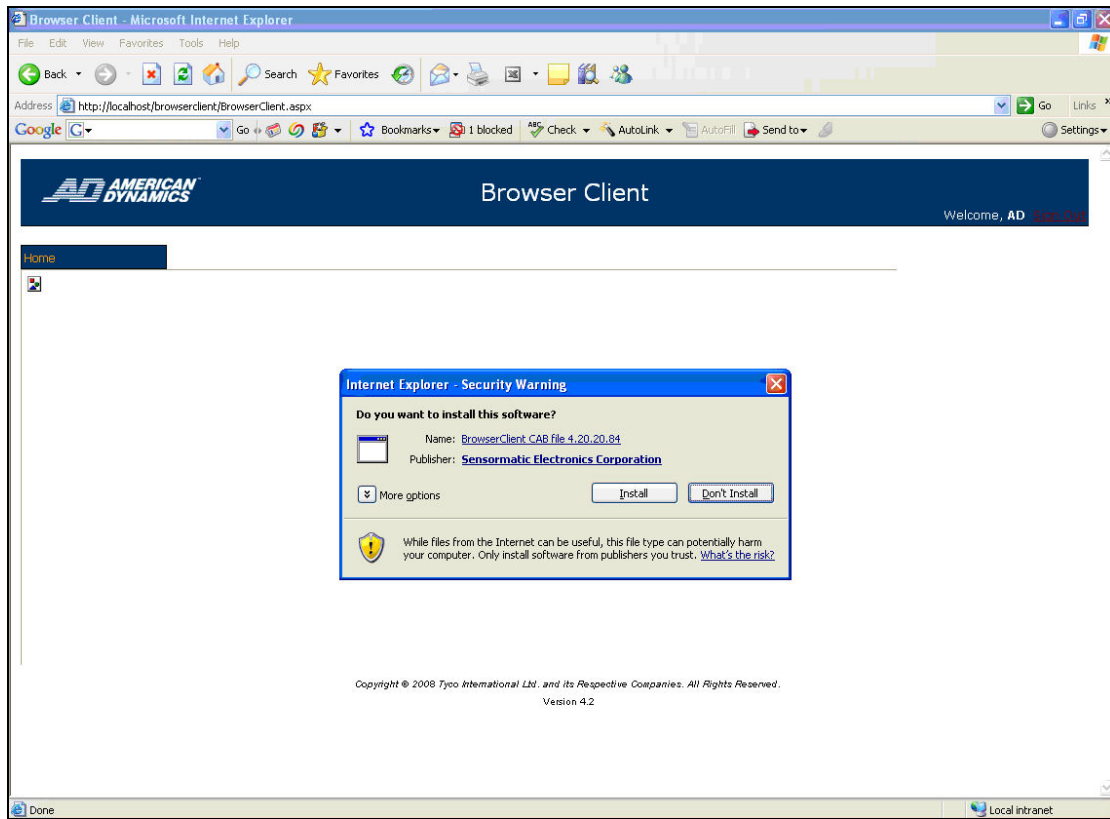 Browser Client - Microsoft Internet Explorer
File Edit View Favorites Tools Help
Back Search Favorites
Address http://localhost/browserclient/BrowserClient.aspx Go Links
Google G Go Bookmarks 1 blocked ABC Check AutoLink AutoFill Send to Settings
AD AMERICAN DYNAMICS
Browser Client
Welcome, AD
Home
Internet Explorer - Security Warning
Do you want to install this software?
Name: BrowserClient CAB file 4.20.20.84
Publisher: Sensormatic Electronics Corporation
More options Install Don't Install
While files from the Internet can be useful, this file type can potentially harm
your computer. Only install software from publishers you trust. What's the risk?
Copyright © 2008 Tyco International Ltd. and its Respective Companies. All Rights Reserved.
Version 4.2
Done Local intranet